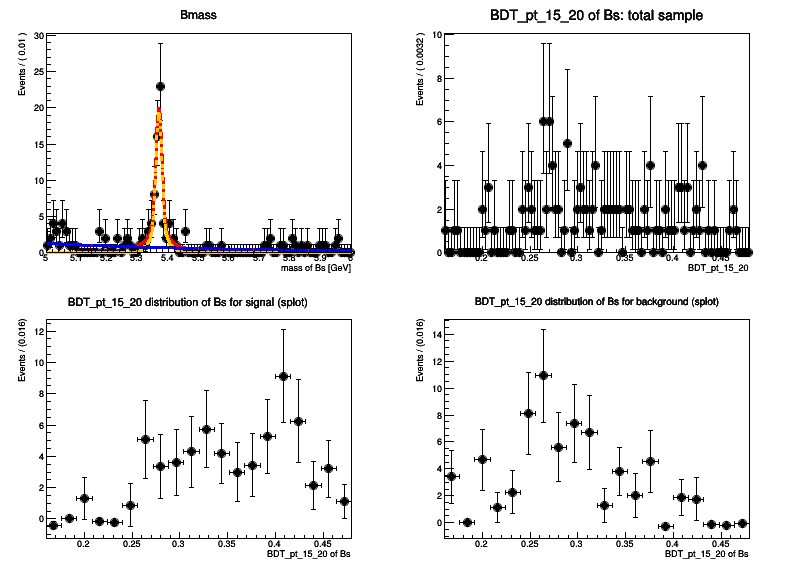 Bmass
Events / ( 0.01 )
30
25
20
15
10
5
0
5 5.1 5.2 5.3 5.4 5.5 5.6 5.7 5.8 5.9 6
mass of Bs [GeV]
BDT_pt_15_20 of Bs: total sample
Events / ( 0.0032 )
10
8
6
4
2
0
0.2 0.25 0.3 0.35 0.4 0.45
BDT_pt_15_20
BDT_pt_15_20 distribution of Bs for signal (splot)
Events / (0.016)
12
10
8
6
4
2
0
0.2 0.25 0.3 0.35 0.4 0.45
BDT_pt_15_20 of Bs
BDT_pt_15_20 distribution of Bs for background (splot)
Events / (0.016)
14
12
10
8
6
4
2
0
0.2 0.25 0.3 0.35 0.4 0.45
BDT_pt_15_20 of Bs